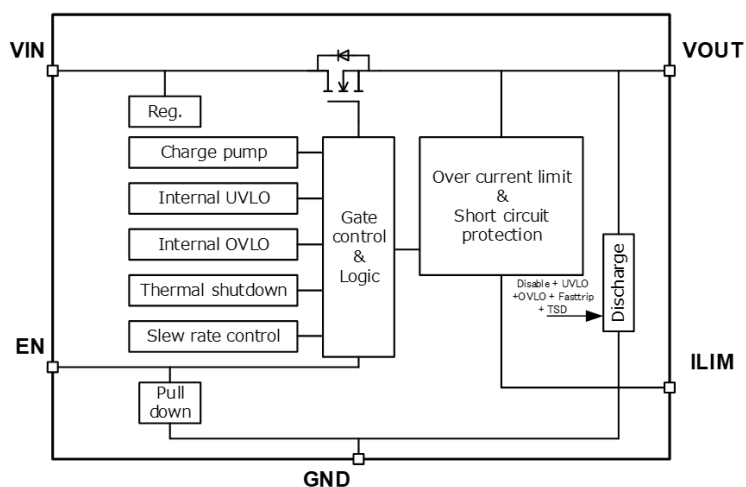 VIN
VOUT
Reg.
Charge pump
Internal UVLO
Internal OVLO
Thermal shutdown
Slew rate control
Gate
control
&
Logic
Over current limit
&
Short circuit
protection
Disable + UVLO
+OVLO + Fasttrip
+ TSD
Discharge
EN
Pull
down
ILIM
GND